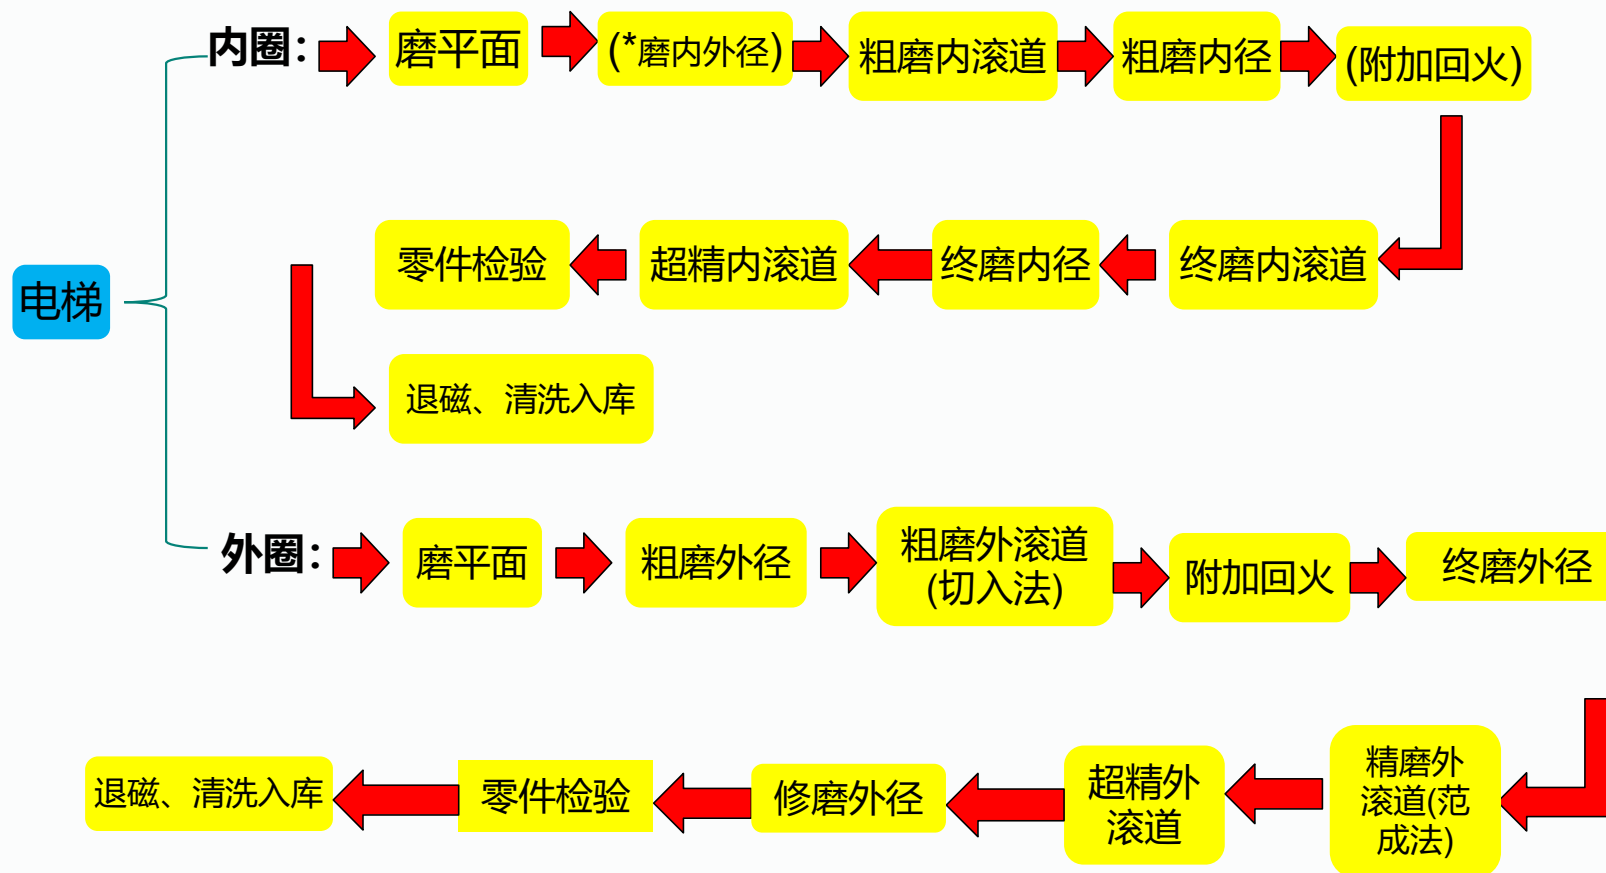 电梯
内圈：
磨平面
(*磨内外径)
粗磨内滚道
粗磨内径
(附加回火)
终磨内滚道
终磨内径
超精内滚道
零件检验
退磁、清洗入库
外圈：
磨平面
粗磨外径
粗磨外滚道
(切入法)
附加回火
终磨外径
精磨外
滚道(范
成法)
超精外
滚道
修磨外径
零件检验
退磁、清洗入库